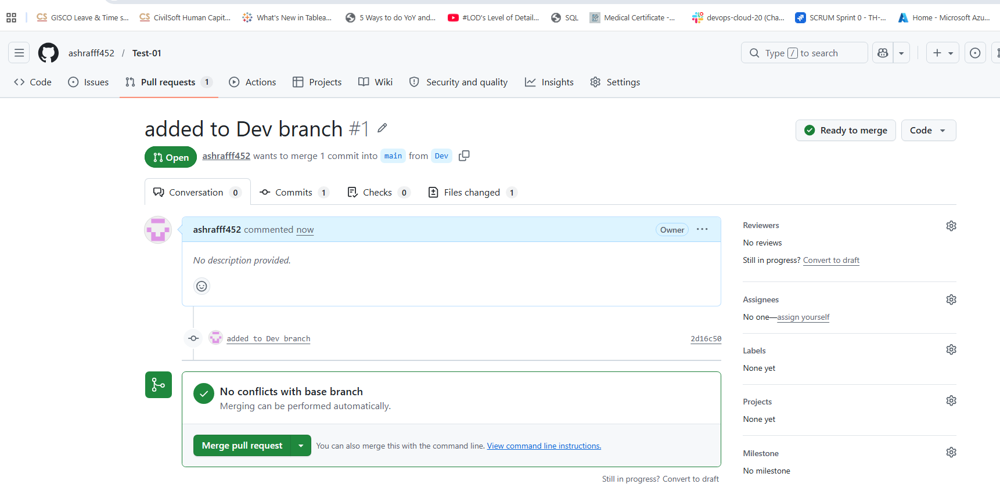 GISCO Leave & Time s... CivilSoft Human Capit... What's New in Tablea... 5 Ways to do YoY and... #LOD's Level of Detail... SQL Medical Certificate -... devops-cloud-20 (Cha... SCRUM Sprint 0 - TH-... Home - Microsoft Azu...
ashrafff452 / Test-01 Type / to search
Code Issues Pull requests 1 Actions Projects Wiki Security and quality Insights Settings
added to Dev branch #1 Ready to merge Code
Open ashrafff452 wants to merge 1 commit into main from Dev
Conversation 0 Commits 1 Checks 0 Files changed 1
ashrafff452 commented now Owner ...
No description provided.
added to Dev branch 2d16c50
No conflicts with base branch
Merging can be performed automatically.
Merge pull request You can also merge this with the command line. View command line instructions.
Still in progress? Convert to draft
Reviewers
No reviews
Still in progress? Convert to draft
Assignees
No one—assign yourself
Labels
None yet
Projects
None yet
Milestone
No milestone